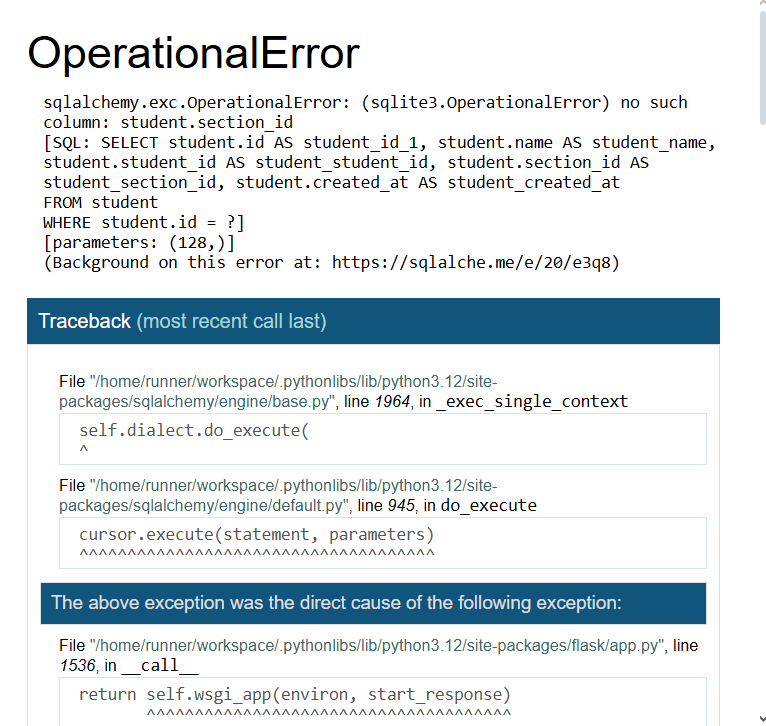 OperationalError
sqlalchemy.exc.OperationalError: (sqlite3.OperationalError) no such
column: student.section_id
[SQL: SELECT student.id AS student_id_1, student.name AS student_name,
student.student_id AS student_student_id, student.section_id AS
student_section_id, student.created_at AS student_created_at
FROM student
WHERE student.id = ?]
[parameters: (128,)]
(Background on this error at: https://sqlalche.me/e/20/e3q8)
Traceback (most recent call last)
File "/home/runner/workspace/.pythonlibs/lib/python3.12/site-
packages/sqlalchemy/engine/base.py", line 1964, in _exec_single_context
self.dialect.do_execute(
^
File "/home/runner/workspace/.pythonlibs/lib/python3.12/site-
packages/sqlalchemy/engine/default.py", line 945, in do_execute
cursor.execute(statement, parameters)
^^^^^^^^^^^^^^^^^^^^^^^^^^^^^^^^^^^^^
The above exception was the direct cause of the following exception:
File "/home/runner/workspace/.pythonlibs/lib/python3.12/site-packages/flask/app.py", line
1536, in __call__
return self.wsgi_app(environ, start_response)
^^^^^^^^^^^^^^^^^^^^^^^^^^^^^^^^^^^^^^